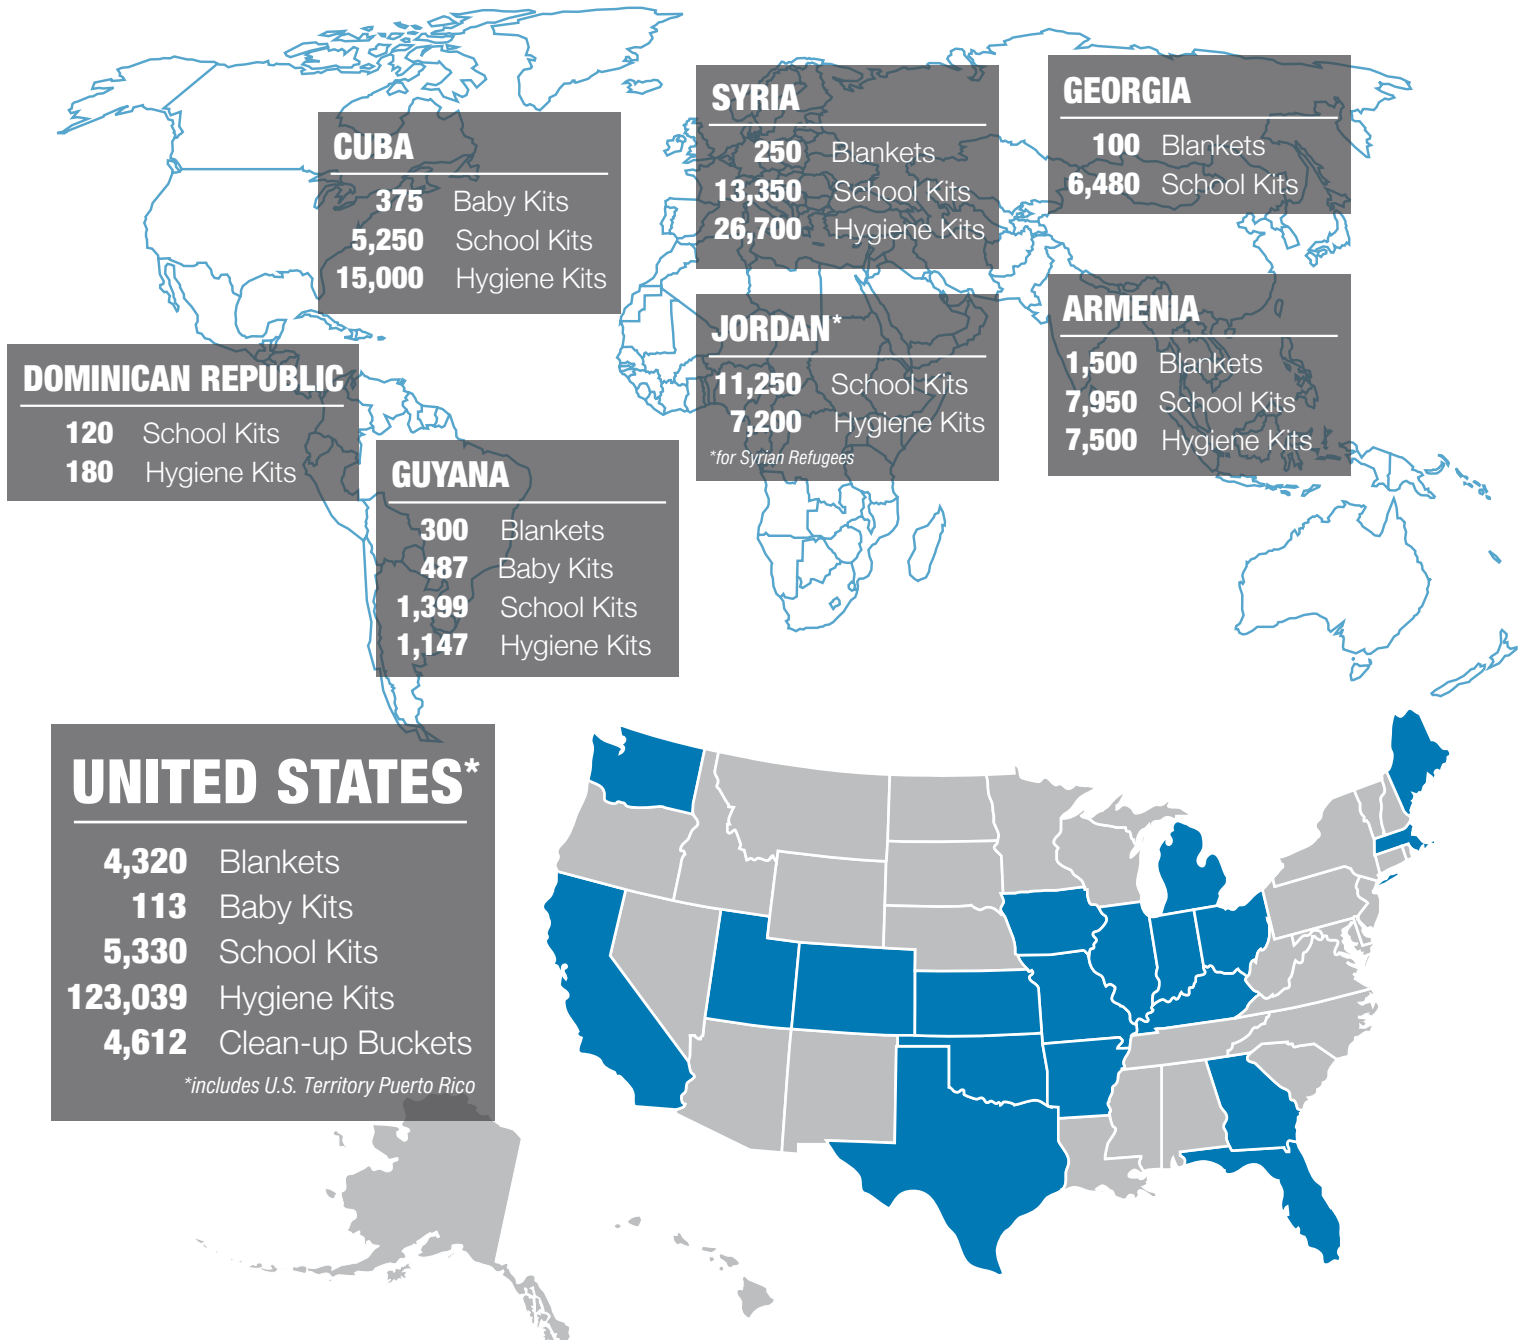 CUBA
375 Baby Kits
5,250 School Kits
15,000 Hygiene Kits
SYRIA
250 Blankets
13,350 School Kits
26,700 Hygiene Kits
GEORGIA
100 Blankets
6,480 School Kits
DOMINICAN REPUBLIC
120 School Kits
180 Hygiene Kits
JORDAN*
11,250 School Kits
7,200 Hygiene Kits
*for Syrian Refugees
ARMENIA
1,500 Blankets
7,950 School Kits
7,500 Hygiene Kits
GUYANA
300 Blankets
487 Baby Kits
1,399 School Kits
1,147 Hygiene Kits
UNITED STATES*
4,320 Blankets
113 Baby Kits
5,330 School Kits
123,039 Hygiene Kits
4,612 Clean-up Buckets
*includes U.S. Territory Puerto Rico